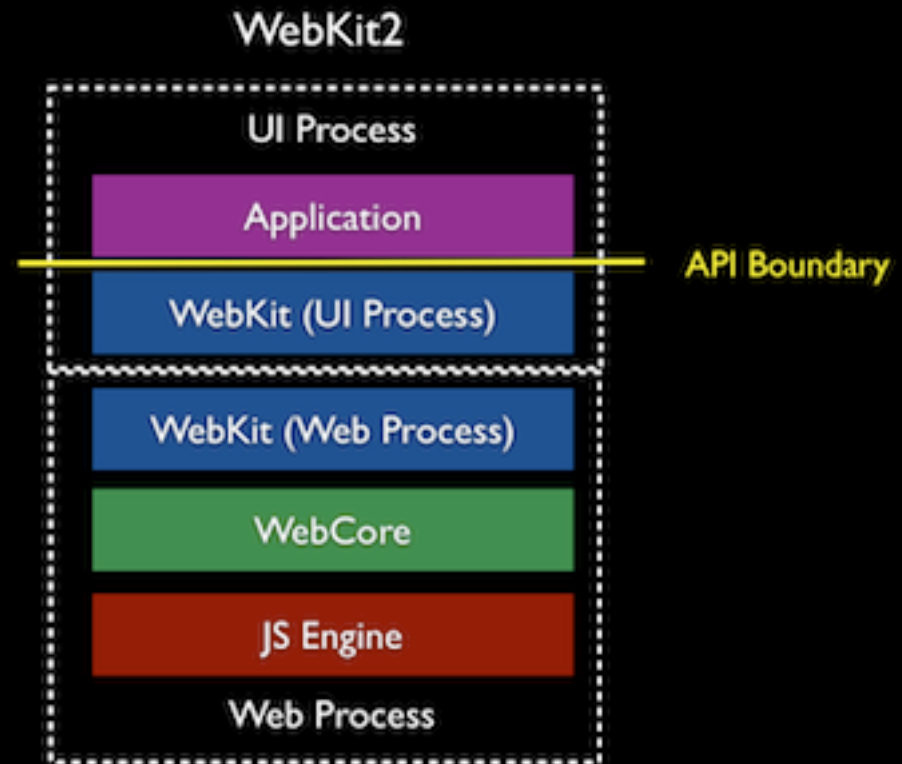 WebKit2
UI Process
Application
API Boundary
WebKit (UI Process)
WebKit (Web Process)
WebCore
JS Engine
Web Process